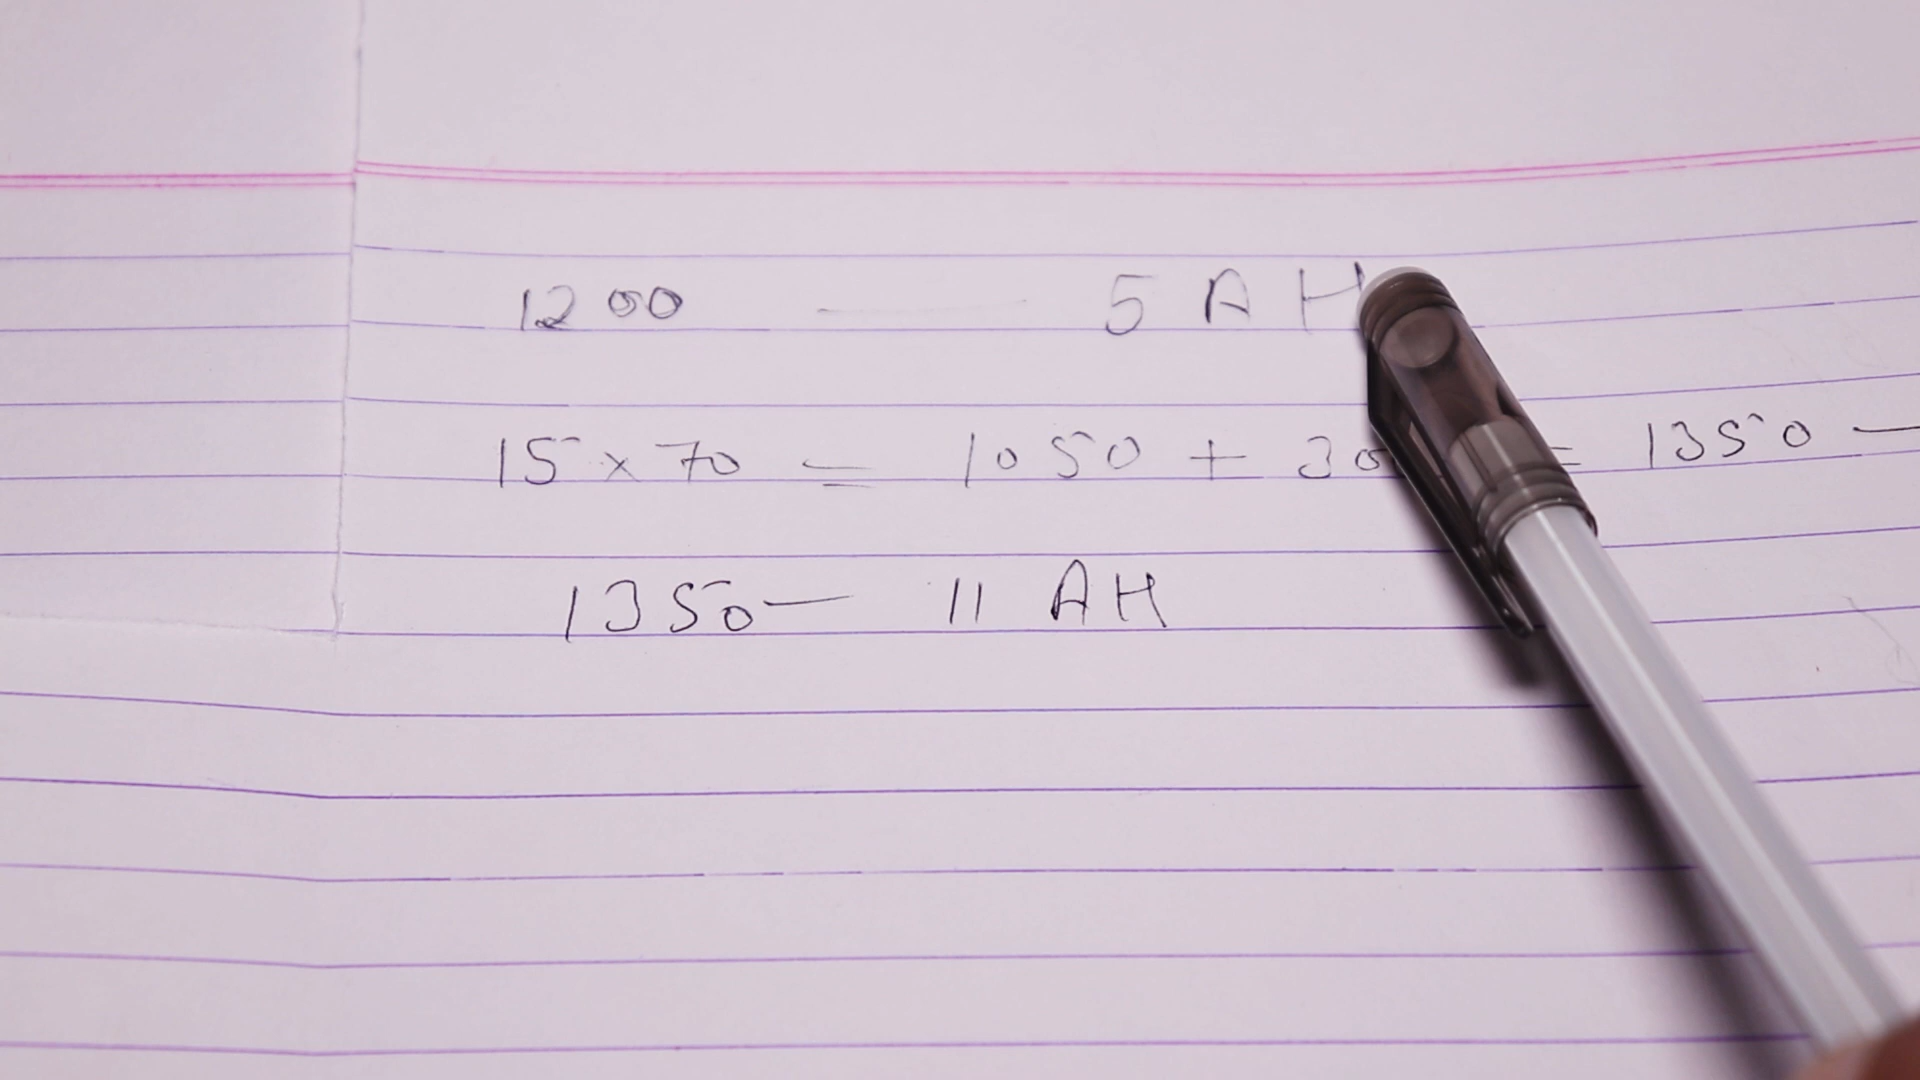 1200 — 5 AH
15 x 70 = 1050 + 30 = 1350 —
1350 — 11 AH